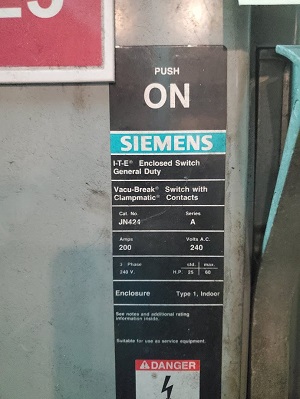 PUSH
ON
SIEMENS
I-T-E® Enclosed Switch
General Duty
Vacu-Break® Switch with
Clampmatic® Contacts
Cat. No. Series
JN424 A
Amps Volts A.C.
200 240
3 Phase std. max.
240 V. H.P. 25 60
Enclosure Type 1, Indoor
See notes and additional rating
information inside.
Suitable for use as service equipment.
DANGER